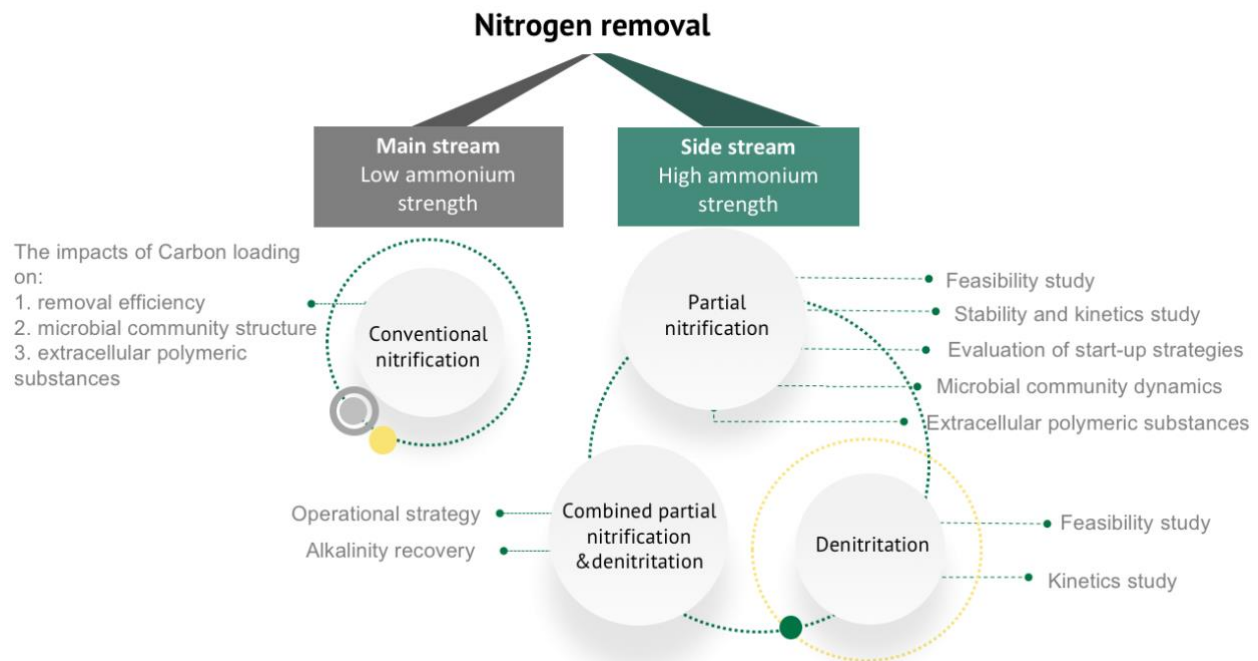 Nitrogen removal
Main stream
Low ammonium
strength
Side stream
High ammonium
strength
The impacts of Carbon loading
on:
1. removal efficiency
2. microbial community structure
3. extracellular polymeric
substances
Conventional
nitrification
Partial
nitrification
Feasibility study
Stability and kinetics study
Evaluation of start-up strategies
Microbial community dynamics
Extracellular polymeric substances
Operational strategy
Alkalinity recovery
Combined partial
nitrification
&denitritation
Denitritation
Feasibility study
Kinetics study